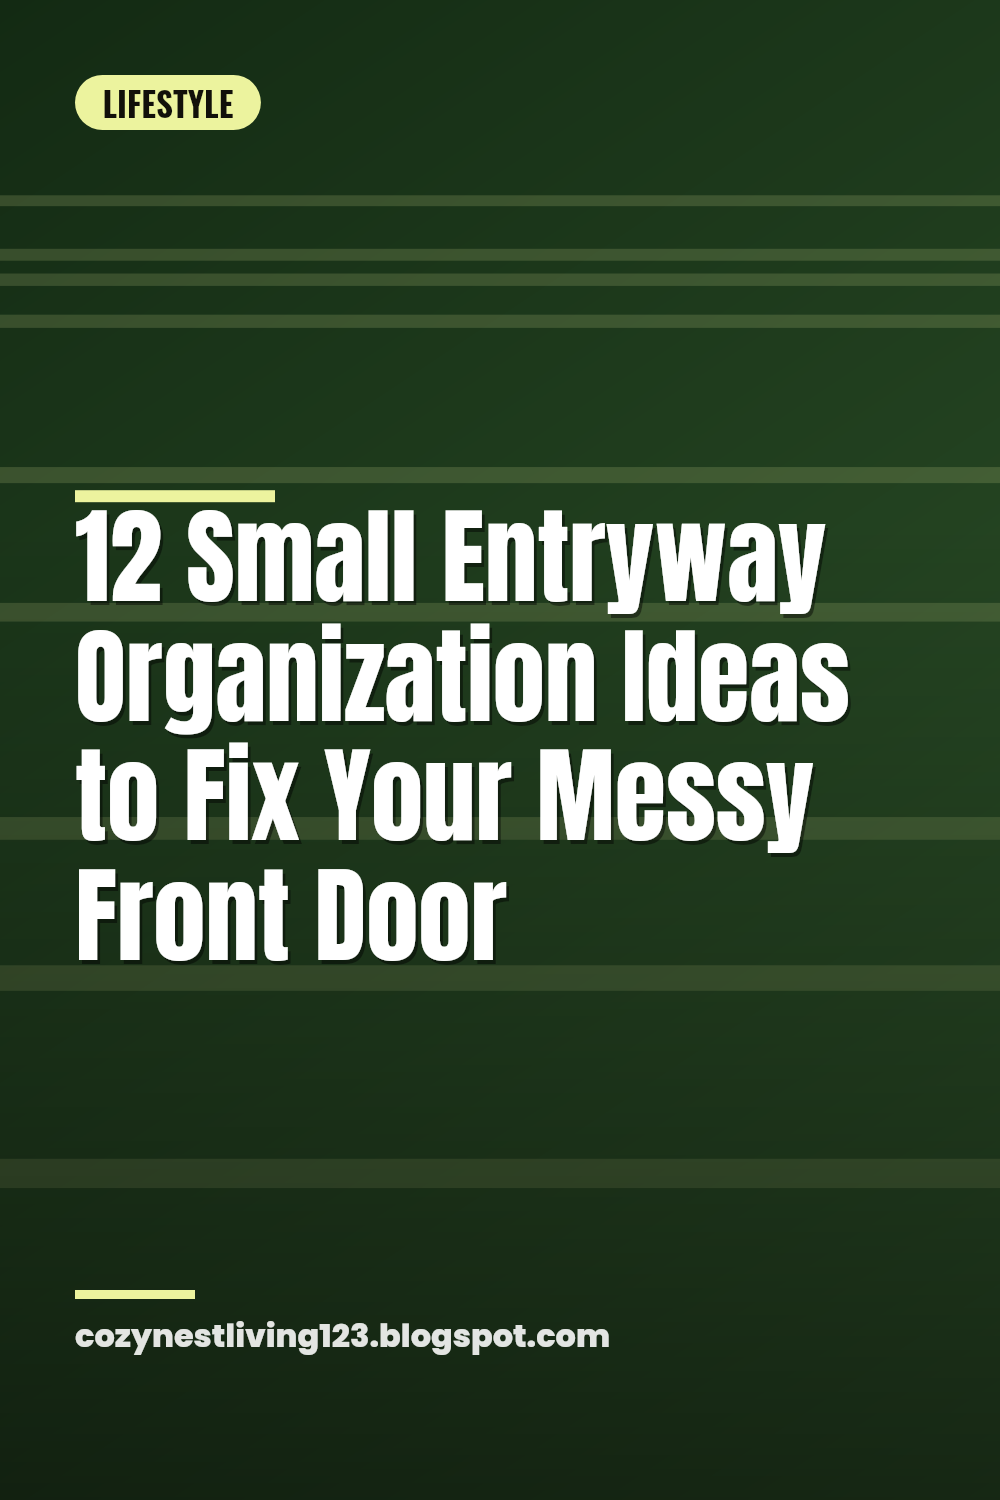 LIFESTYLE
12 Small Entryway
Organization Ideas
to Fix Your Messy
Front Door
cozynestliving123.blogspot.com